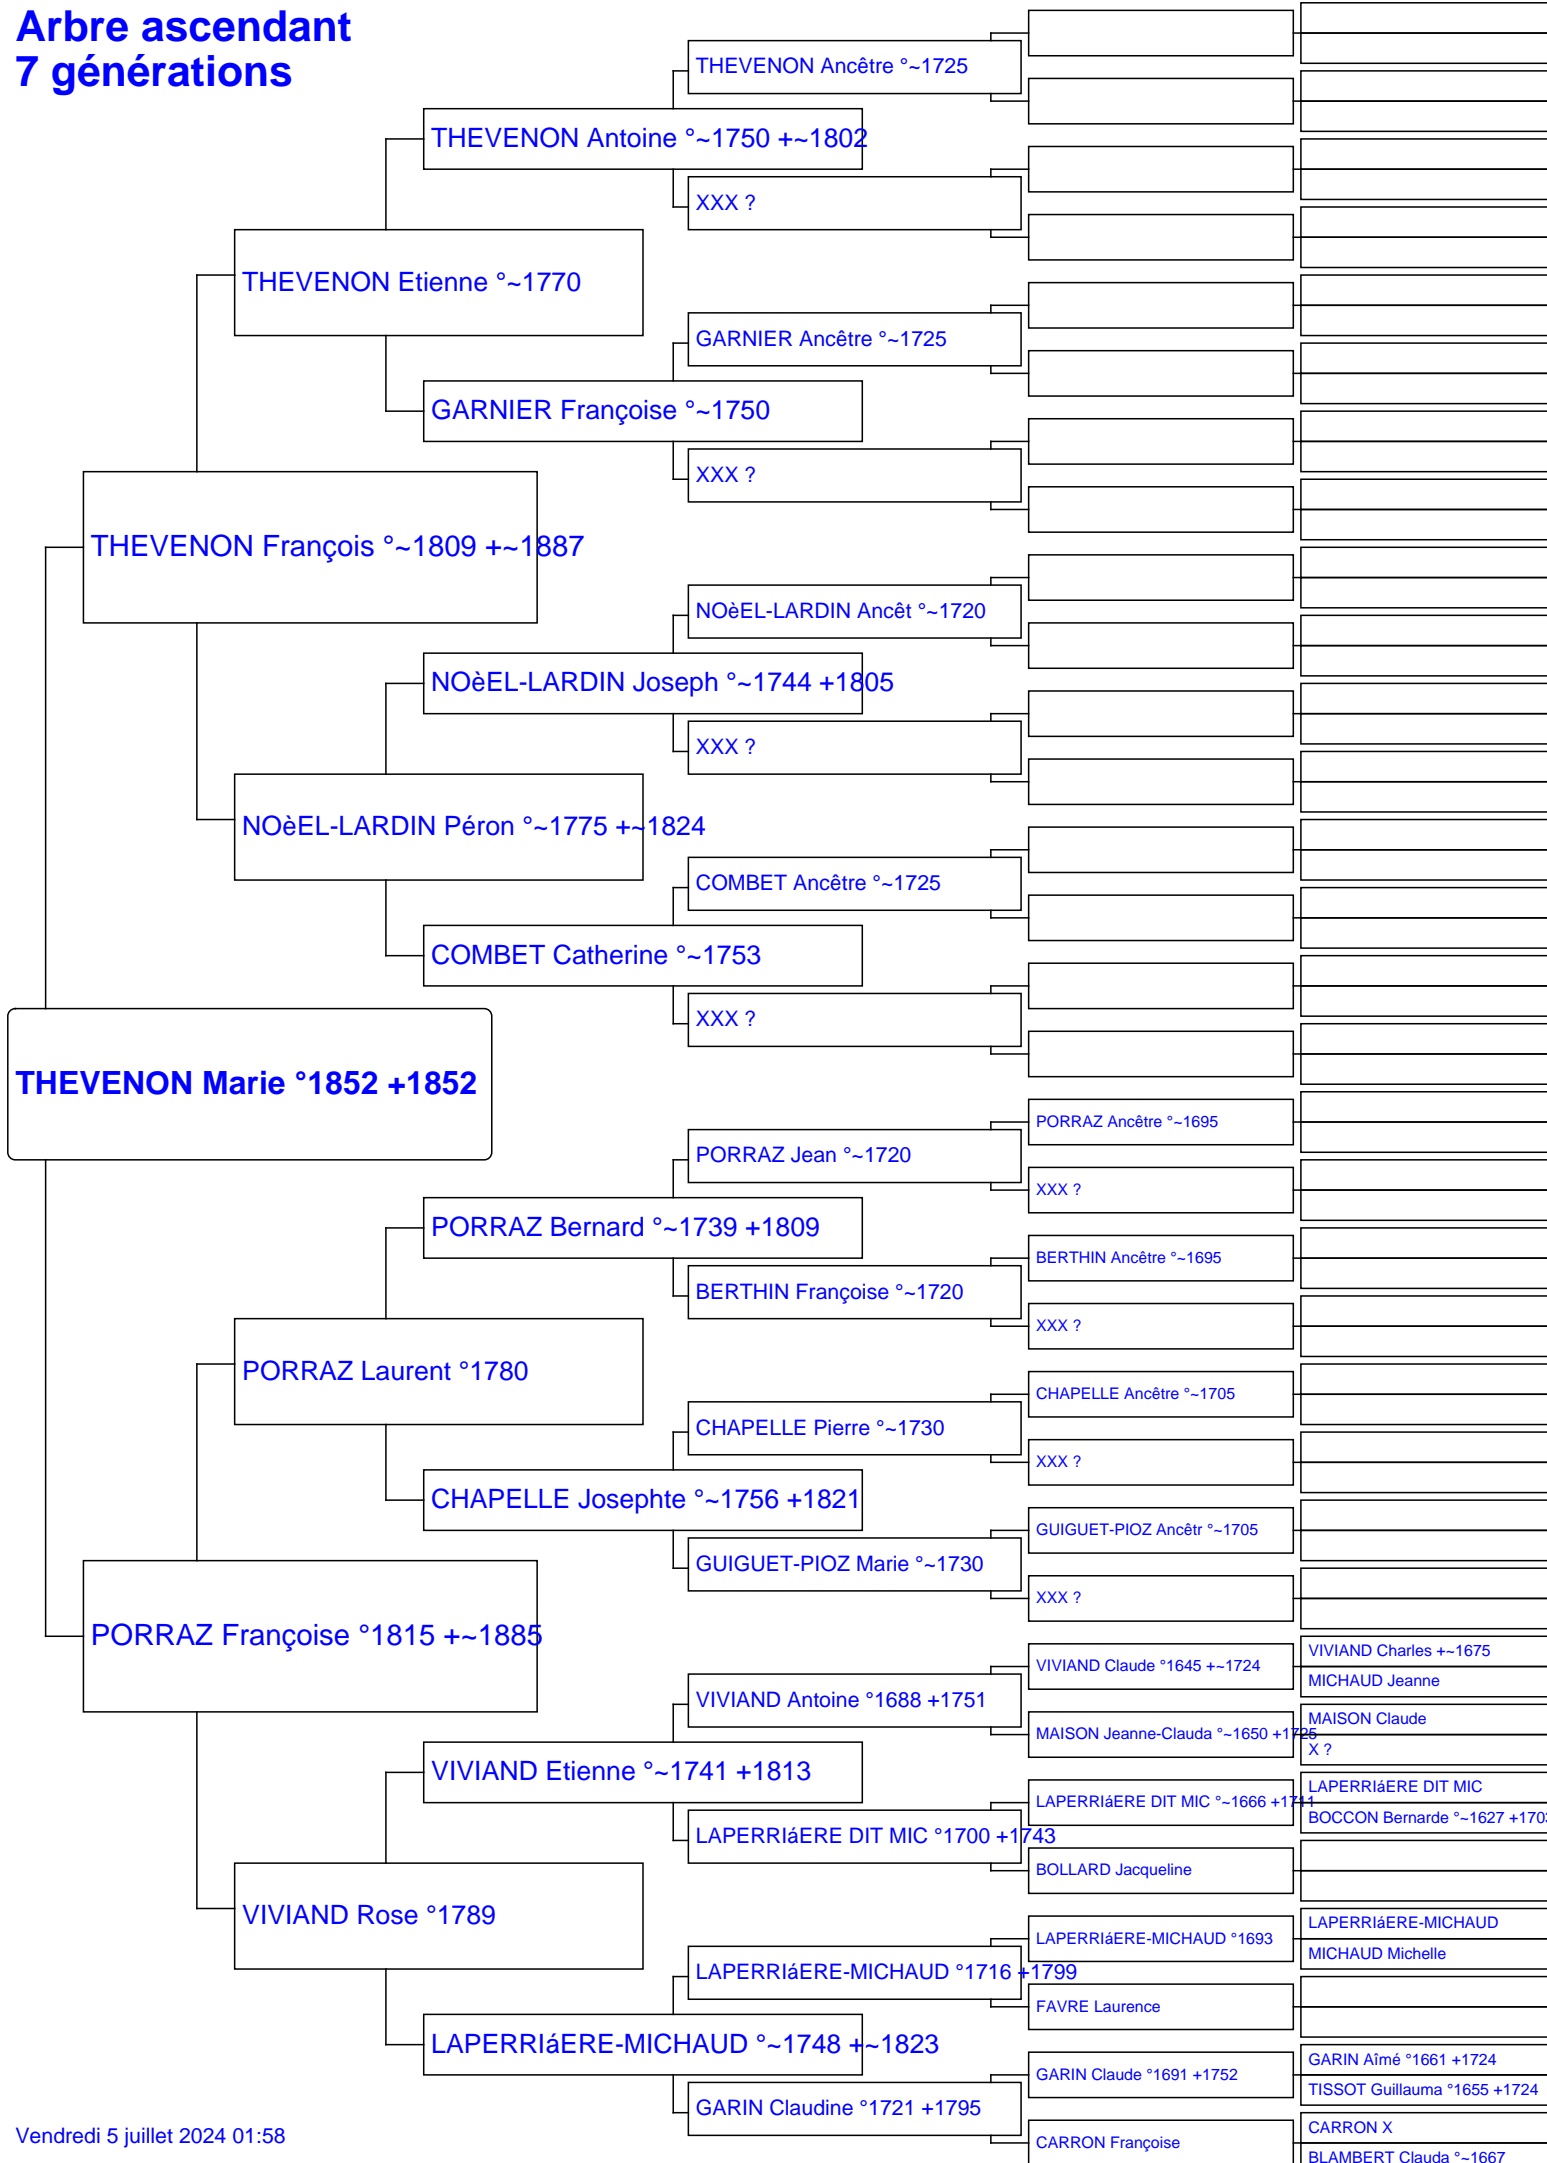 Arbre ascendant
7 générations
THEVENON Ancêtre °~1725
THEVENON Antoine °~1750 +~1802
XXX ?
THEVENON Etienne °~1770
GARNIER Ancêtre °~1725
GARNIER Françoise °~1750
XXX ?
THEVENON François °~1809 +~1887
NOèEL-LARDIN Ancêt °~1720
NOèEL-LARDIN Joseph °~1744 +1805
XXX ?
NOèEL-LARDIN Péron °~1775 +~1824
COMBET Ancêtre °~1725
COMBET Catherine °~1753
XXX ?
THEVENON Marie °1852 +1852
PORRAZ Ancêtre °~1695
PORRAZ Jean °~1720
XXX ?
PORRAZ Bernard °~1739 +1809
BERTHIN Ancêtre °~1695
BERTHIN Françoise °~1720
XXX ?
PORRAZ Laurent °1780
CHAPELLE Ancêtre °~1705
CHAPELLE Pierre °~1730
XXX ?
CHAPELLE Josephte °~1756 +1821
GUIGUET-PIOZ Ancêtr °~1705
GUIGUET-PIOZ Marie °~1730
XXX ?
PORRAZ Françoise °1815 +~1885
VIVIAND Charles +~1675
VIVIAND Claude °1645 +~1724
MICHAUD Jeanne
VIVIAND Antoine °1688 +1751
MAISON Claude
MAISON Jeanne-Clauda °~1650 +1725
X ?
VIVIAND Etienne °~1741 +1813
LAPERRIáERE DIT MIC
LAPERRIáERE DIT MIC °~1666 +1711
BOCCON Bernarde °~1627 +1703
LAPERRIáERE DIT MIC °1700 +1743
BOLLARD Jacqueline
VIVIAND Rose °1789
LAPERRIáERE-MICHAUD
LAPERRIáERE-MICHAUD °1693
MICHAUD Michelle
LAPERRIáERE-MICHAUD °1716 +1799
FAVRE Laurence
LAPERRIáERE-MICHAUD °~1748 +~1823
GARIN Aîmé °1661 +1724
GARIN Claude °1691 +1752
TISSOT Guillauma °1655 +1724
GARIN Claudine °1721 +1795
CARRON X
CARRON Françoise
BLAMBERT Clauda °~1667
Vendredi 5 juillet 2024 01:58